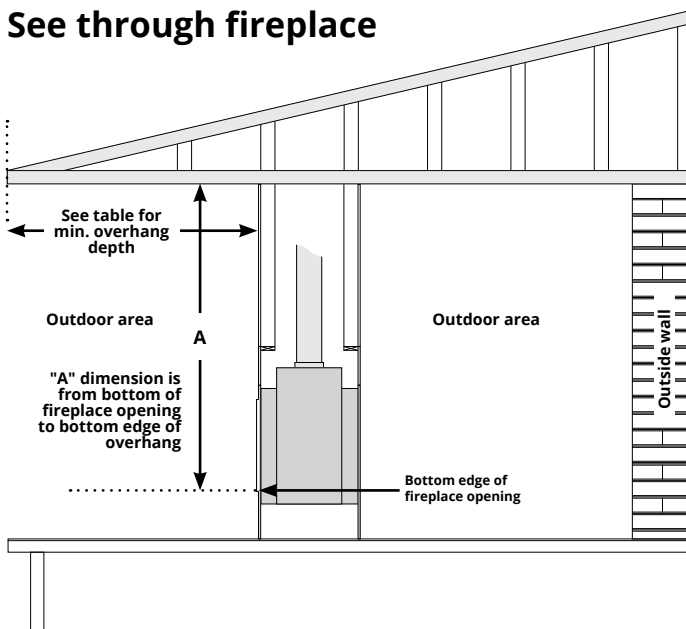 See through fireplace
See table for
min. overhang
depth
Outdoor area
Outdoor area
A
Outside wall
"A" dimension is
from bottom of
fireplace opening
to bottom edge of
overhang
Bottom edge of
fireplace opening